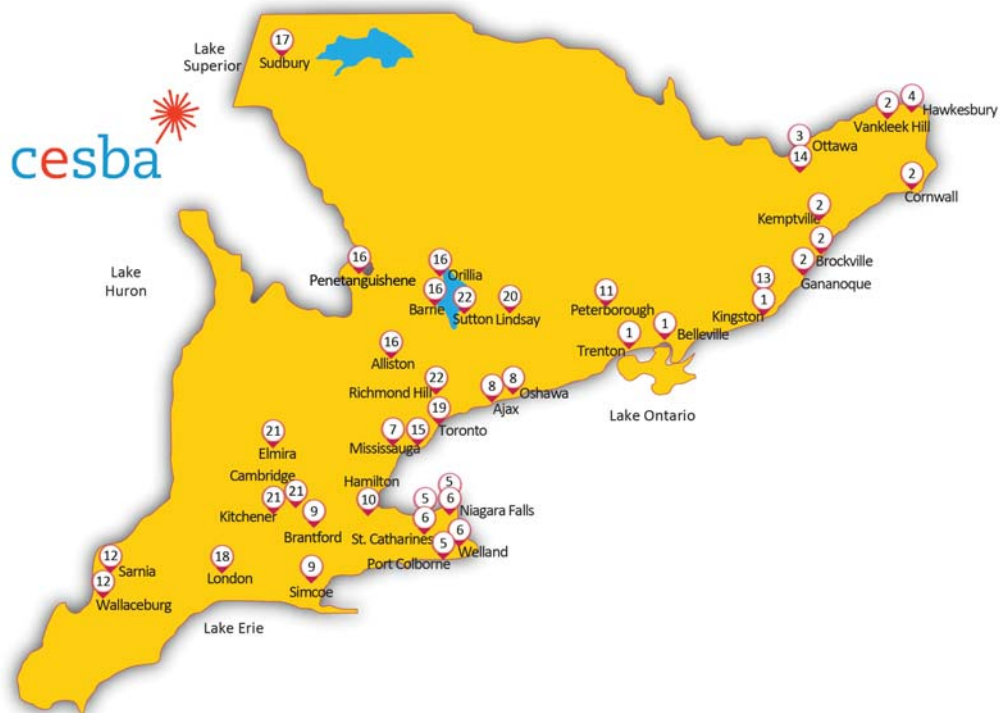 17
Lake
Superior
Sudbury
cesba
2
4
Hawkesbury
Vankleek Hill
3
Ottawa
14
2
Cornwall
2
Kemptville
2
Brockville
2
Gananoque
Lake
Huron
16
Penetanguishene
16
Orillia
16
Barrie
22
Sutton
20
Lindsay
11
Peterborough
13
1
Kingston
1
Trenton
1
Belleville
16
Alliston
22
Richmond Hill
8
Ajax
8
Oshawa
Lake Ontario
19
Toronto
7
15
Mississauga
21
Elmira
Cambridge
21
21
Kitchener
9
Brantford
Hamilton
10
5
5
6
Niagara Falls
6
St. Catharines
6
Welland
5
Port Colborne
12
Sarnia
12
Wallaceburg
18
London
9
Simcoe
Lake Erie